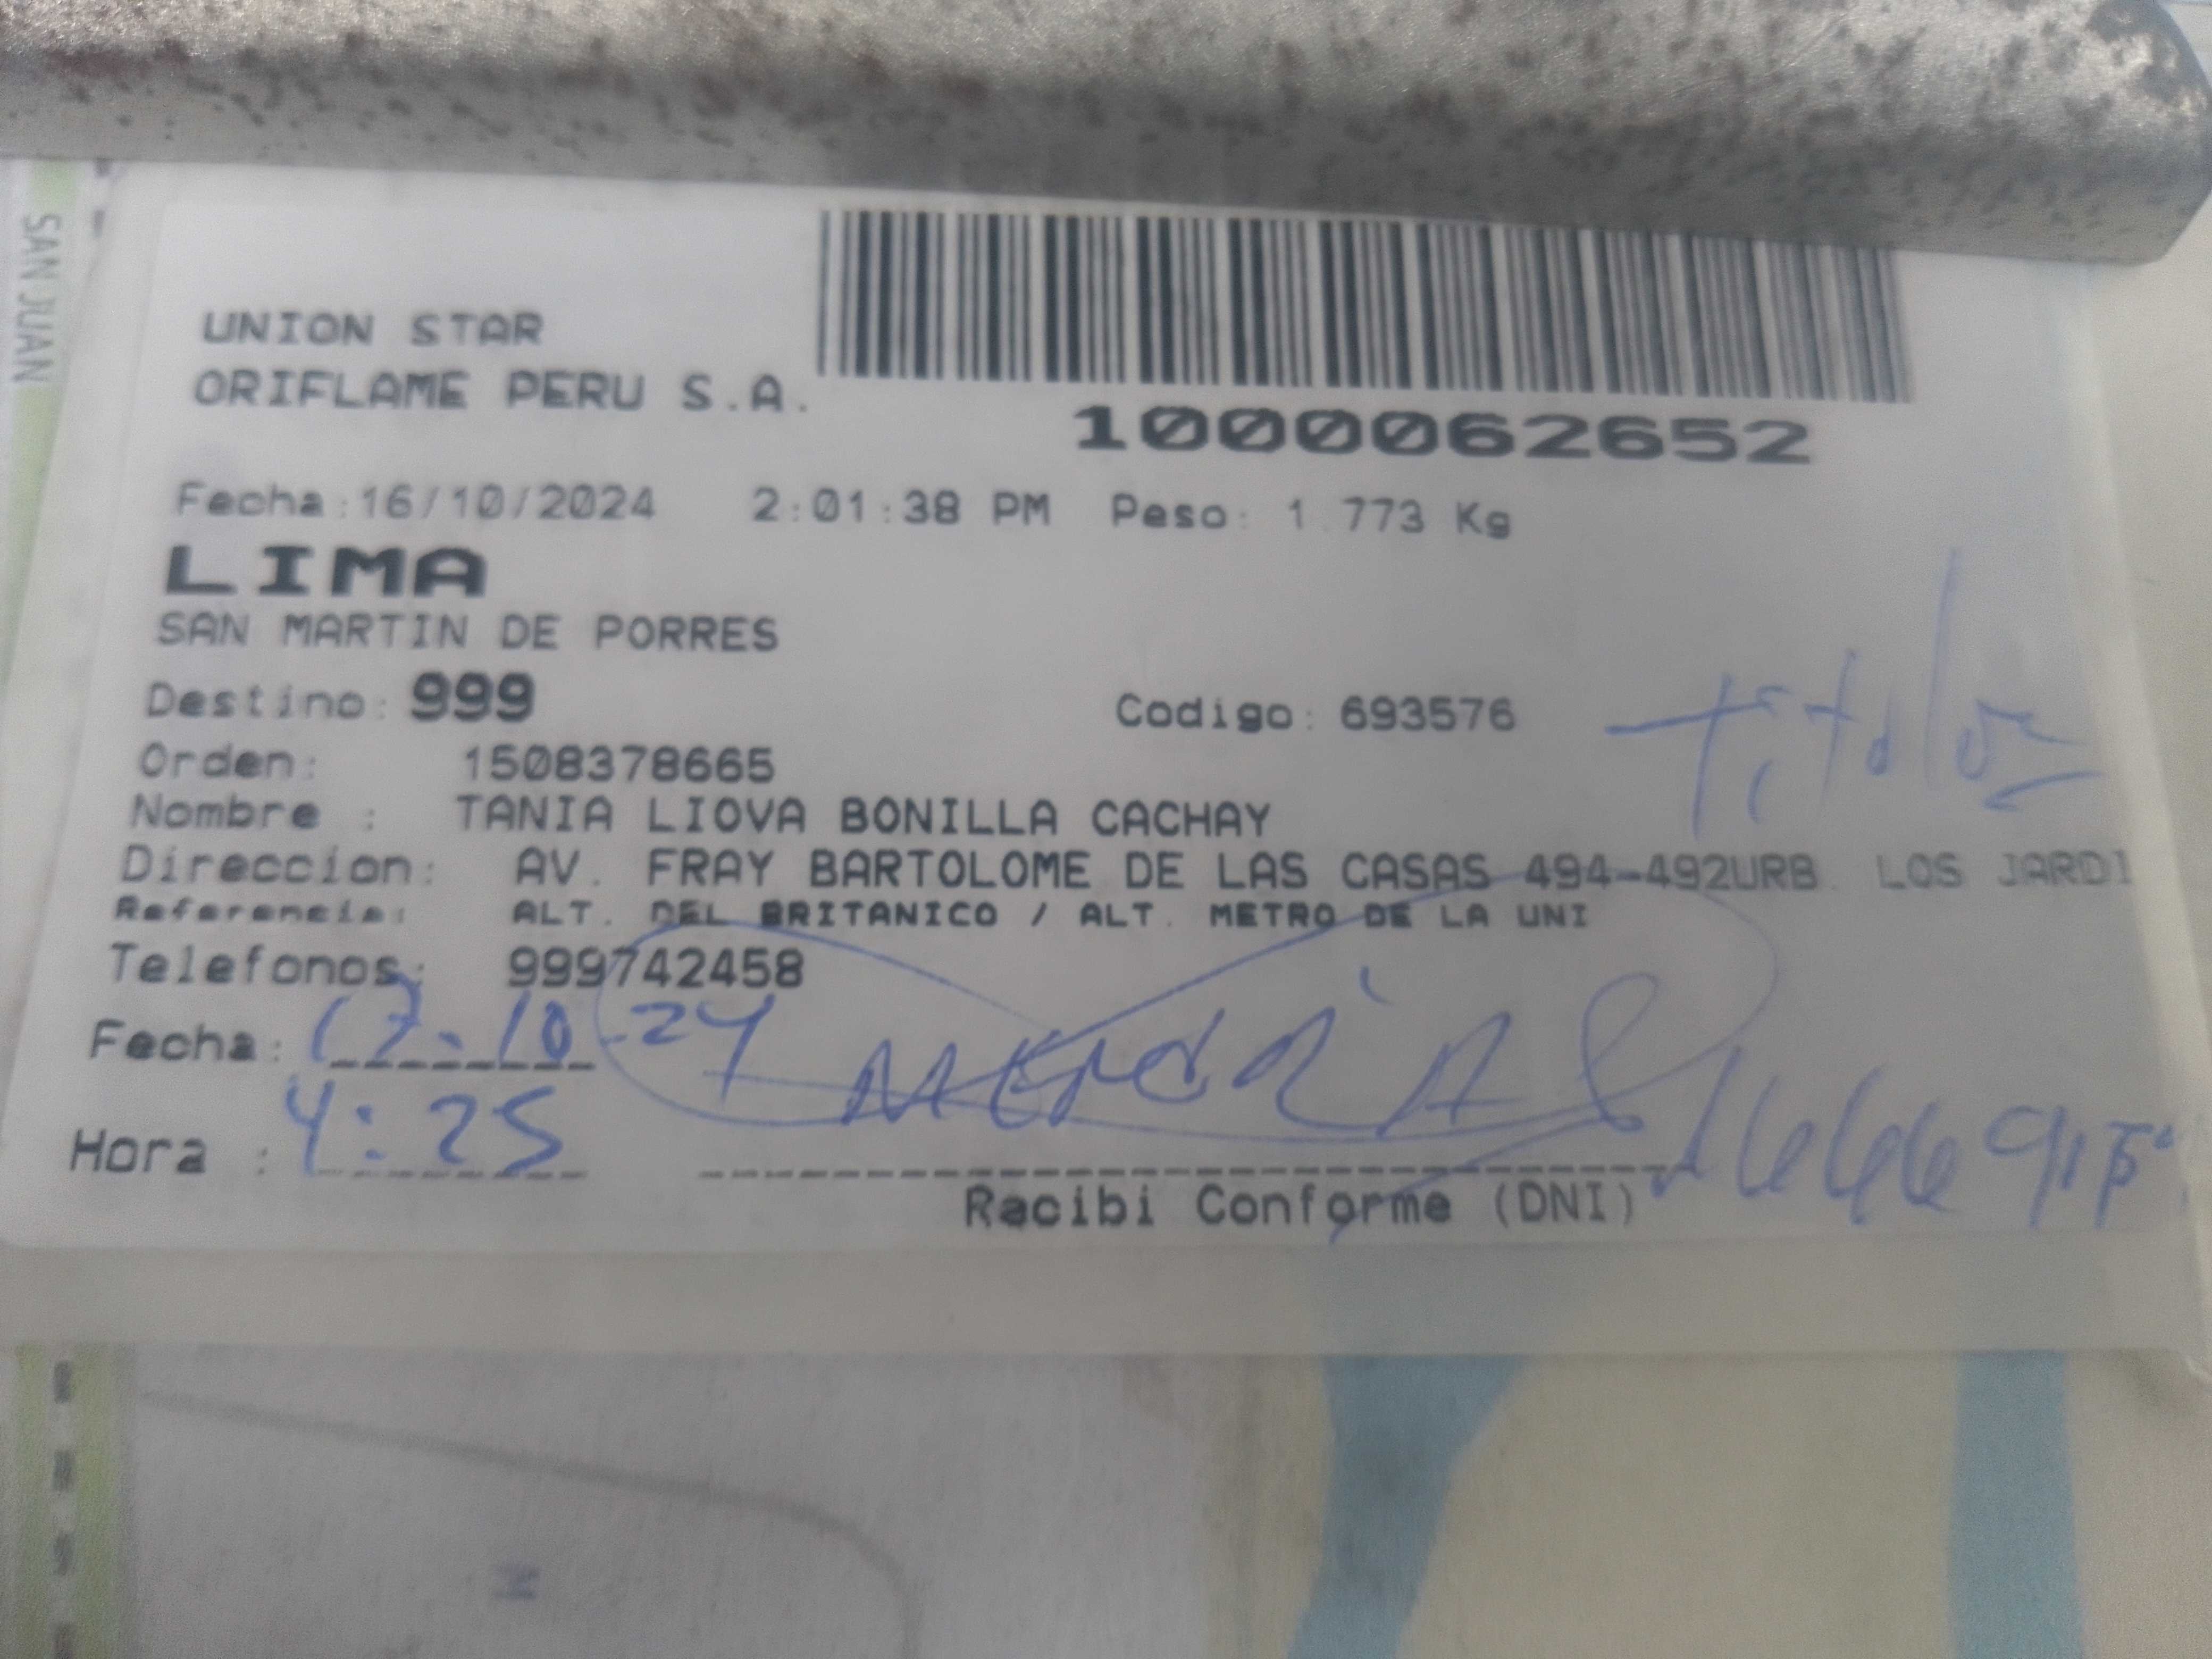 SAN JUAN
UNION STAR
ORIFLAME PERU S.A.
1000062652
Fecha:16/10/2024 2:01:38 PM Peso: 1.773 Kg
LIMA
SAN MARTIN DE PORRES
Destino: 999 Codigo: 693576
titular
Orden: 1508378665
Nombre : TANIA LIOVA BONILLA CACHAY
Direccion: AV. FRAY BARTOLOME DE LAS CASAS 494-492URB. LOS JARDI
Referencia: ALT. DEL BRITANICO / ALT. METRO DE LA UNI
Telefonos: 999742458
Fecha: 17-10-24
Hora : 4:25
Racibi Conforme (DNI)